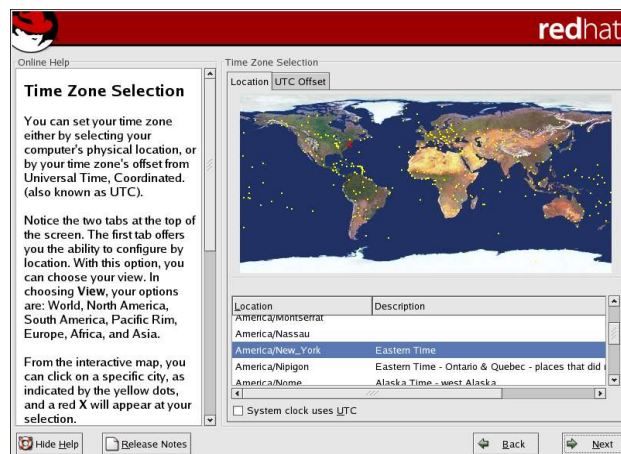 redhat
Online Help
Time Zone Selection
You can set your time zone
either by selecting your
computer's physical location, or
by your time zone's offset from
Universal Time, Coordinated.
(also known as UTC).
Notice the two tabs at the top of
the screen. The first tab offers
you the ability to configure by
location. With this option, you
can choose your view. In
choosing View, your options
are: World, North America,
South America, Pacific Rim,
Europe, Africa, and Asia.
From the interactive map, you
can click on a specific city, as
indicated by the yellow dots,
and a red X will appear at your
selection.
Time Zone Selection
Location UTC Offset
Location Description
America/Montserrat
America/Nassau
America/New_York Eastern Time
America/Nipigon Eastern Time - Ontario & Quebec - places that did
America/Nome Alaska Time - west Alaska
System clock uses UTC
Hide Help Release Notes Back Next